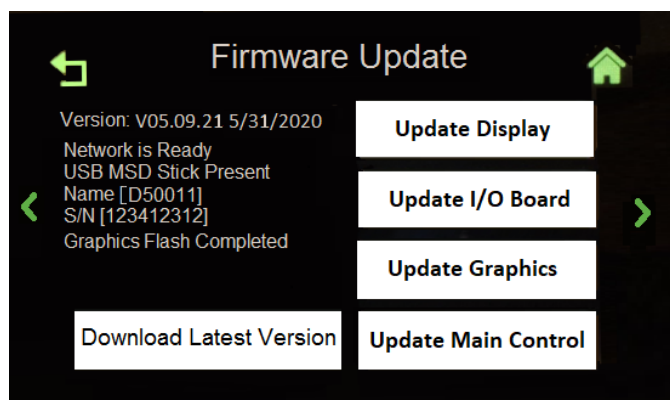 Firmware Update
Version: V05.09.21 5/31/2020
Network is Ready
USB MSD Stick Present
Name [D50011]
S/N [123412312]
Graphics Flash Completed
Update Display
Update I/O Board
Update Graphics
Download Latest Version
Update Main Control